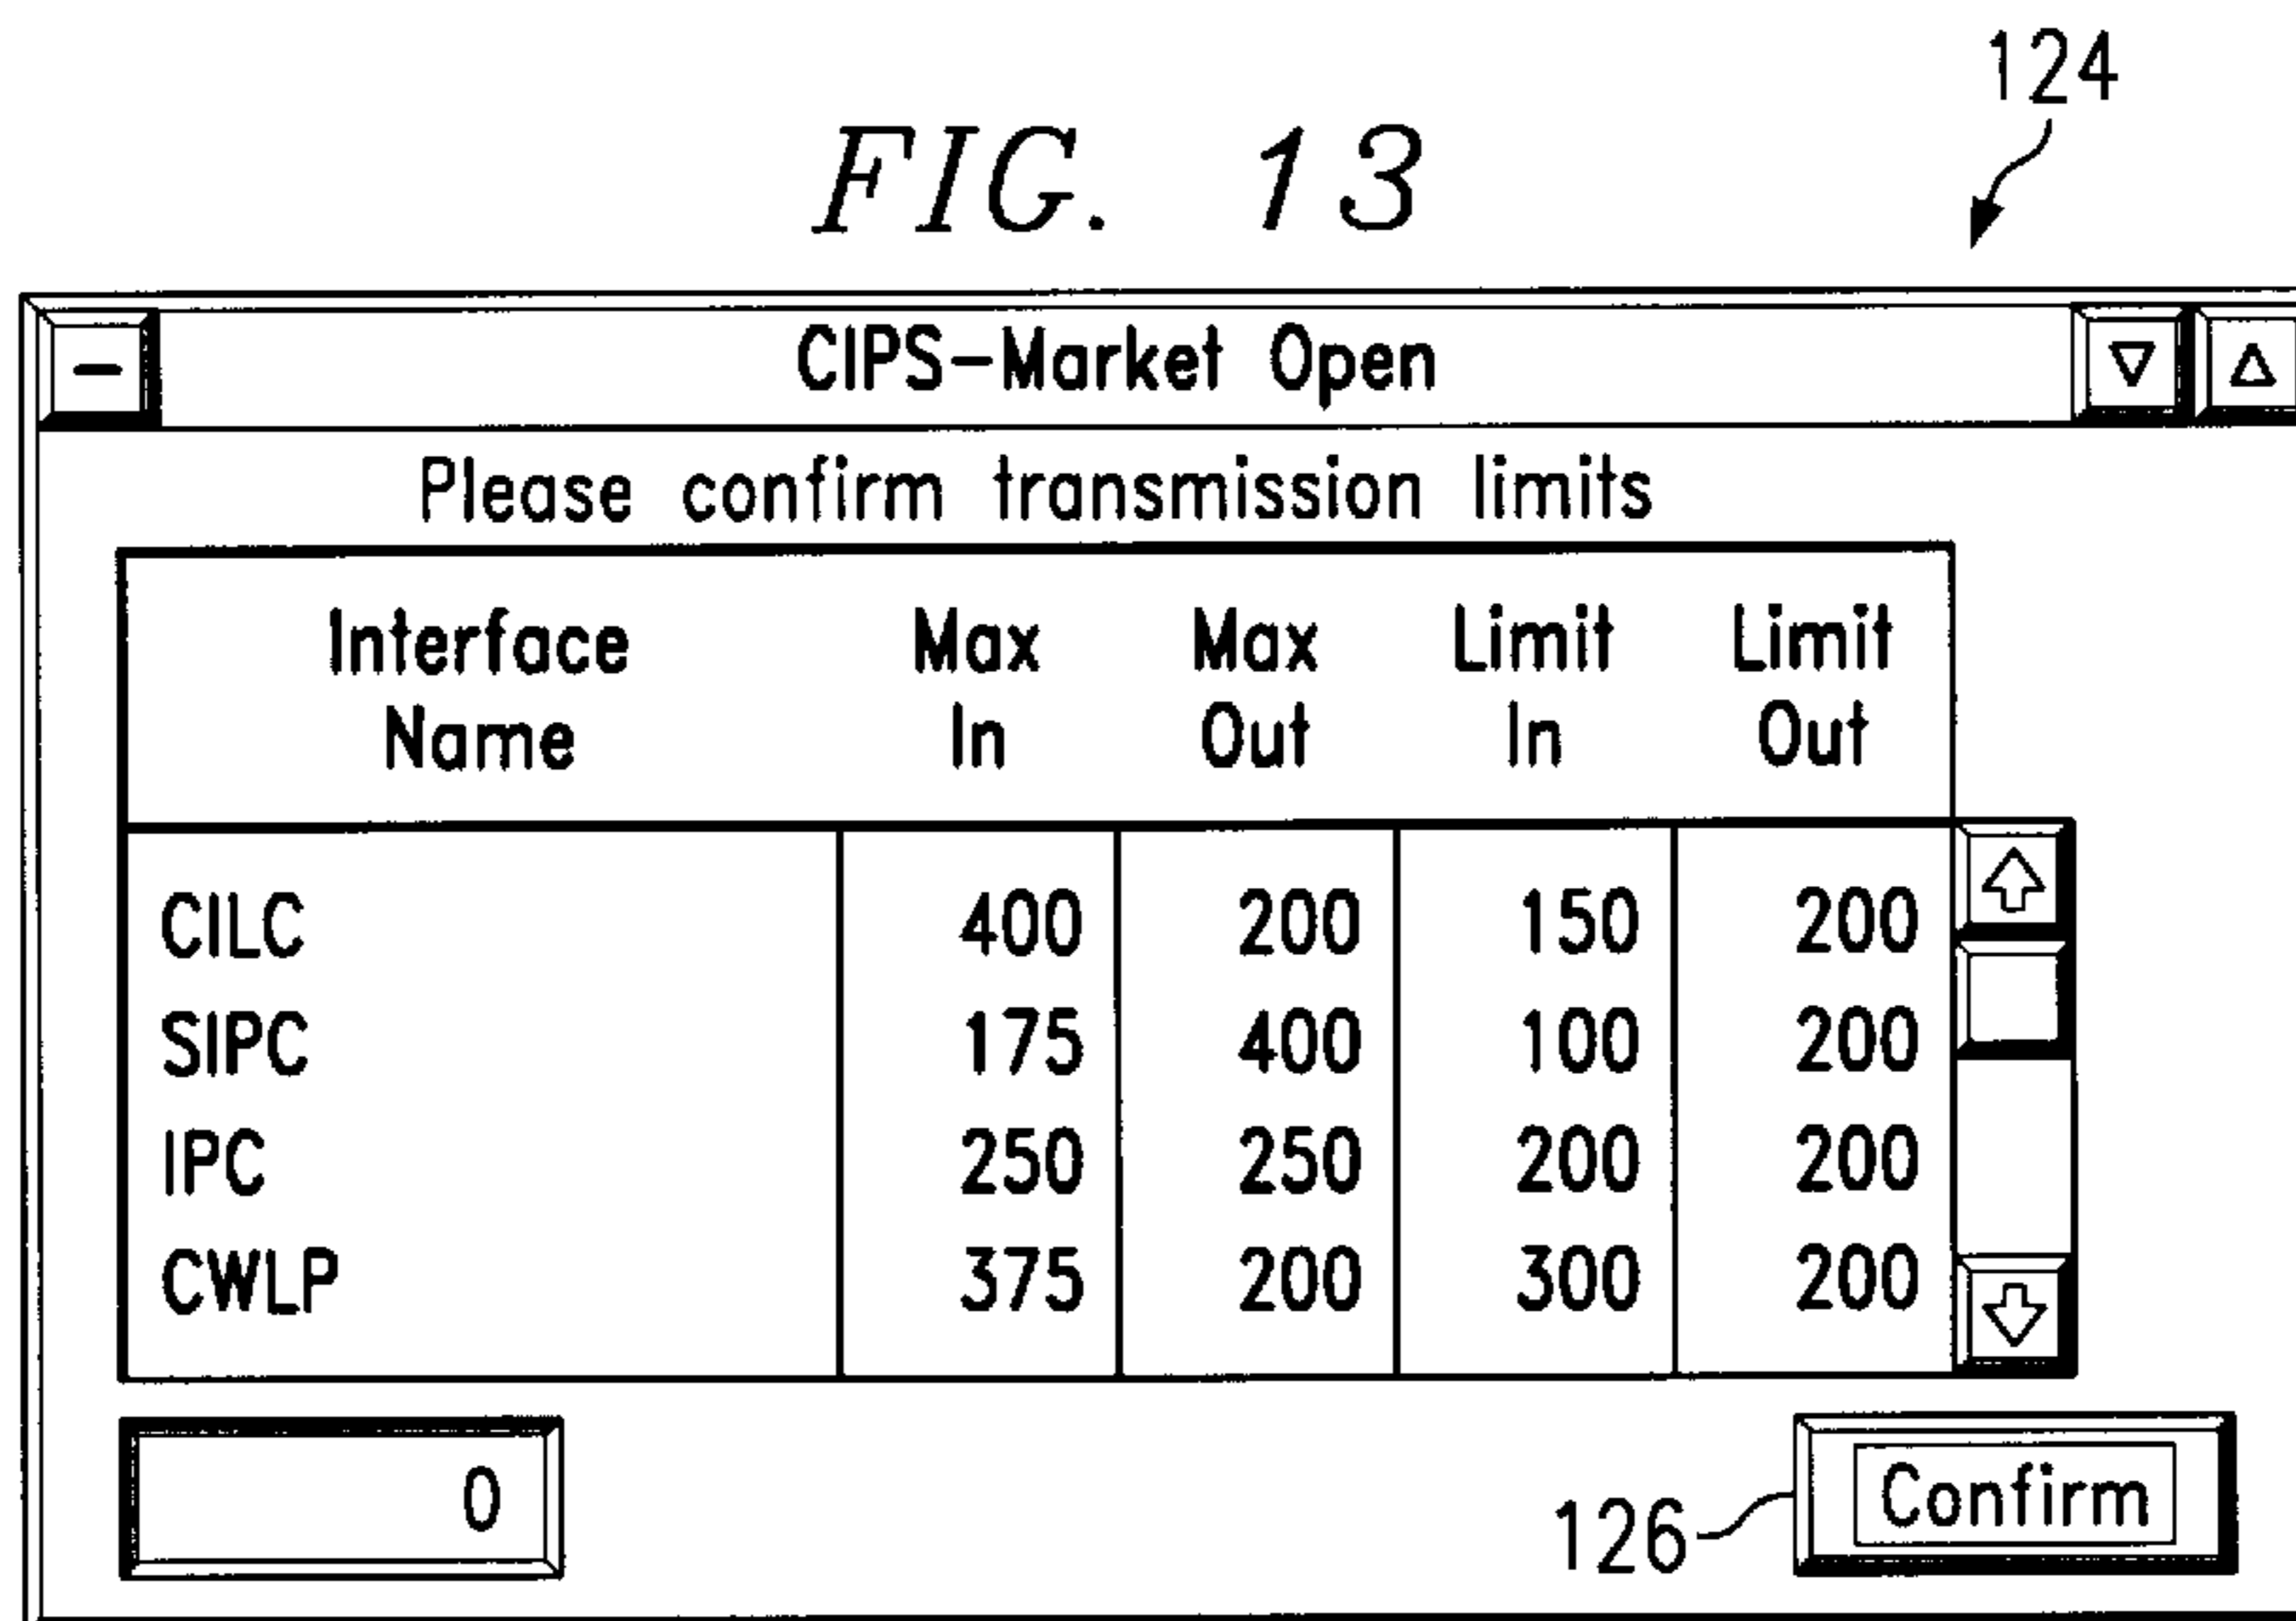 124
FIG. 13
CIPS-Market Open
Please confirm transmission limits
Interface Name Max In Max Out Limit In Limit Out
CILC 400 200 150 200
SIPC 175 400 100 200
IPC 250 250 200 200
CWLP 375 200 300 200
0
126 Confirm